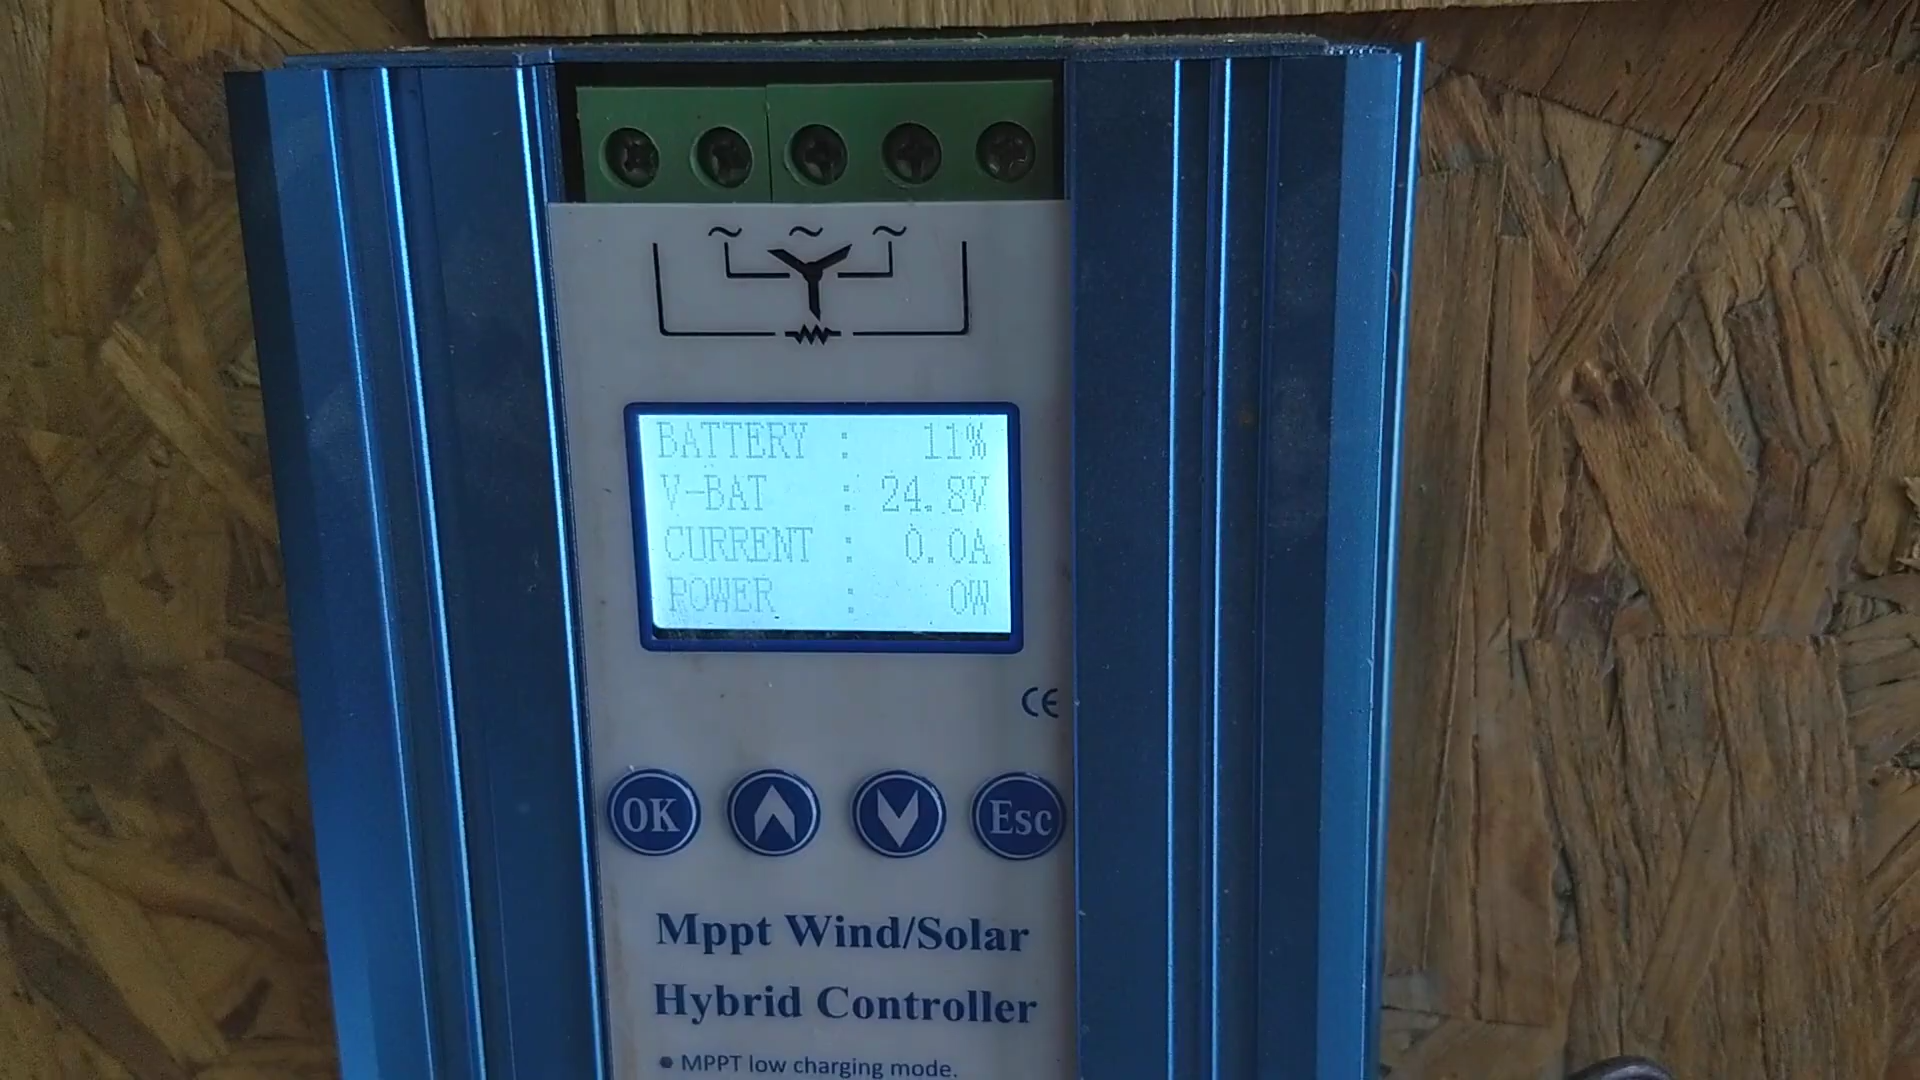 ~ ~ ~
BATTERY : 11%
V-BAT : 24.8V
CURRENT : 0.0A
POWER : 0W
CE
OK Esc
Mppt Wind/Solar
Hybrid Controller
• MPPT low charging mode.